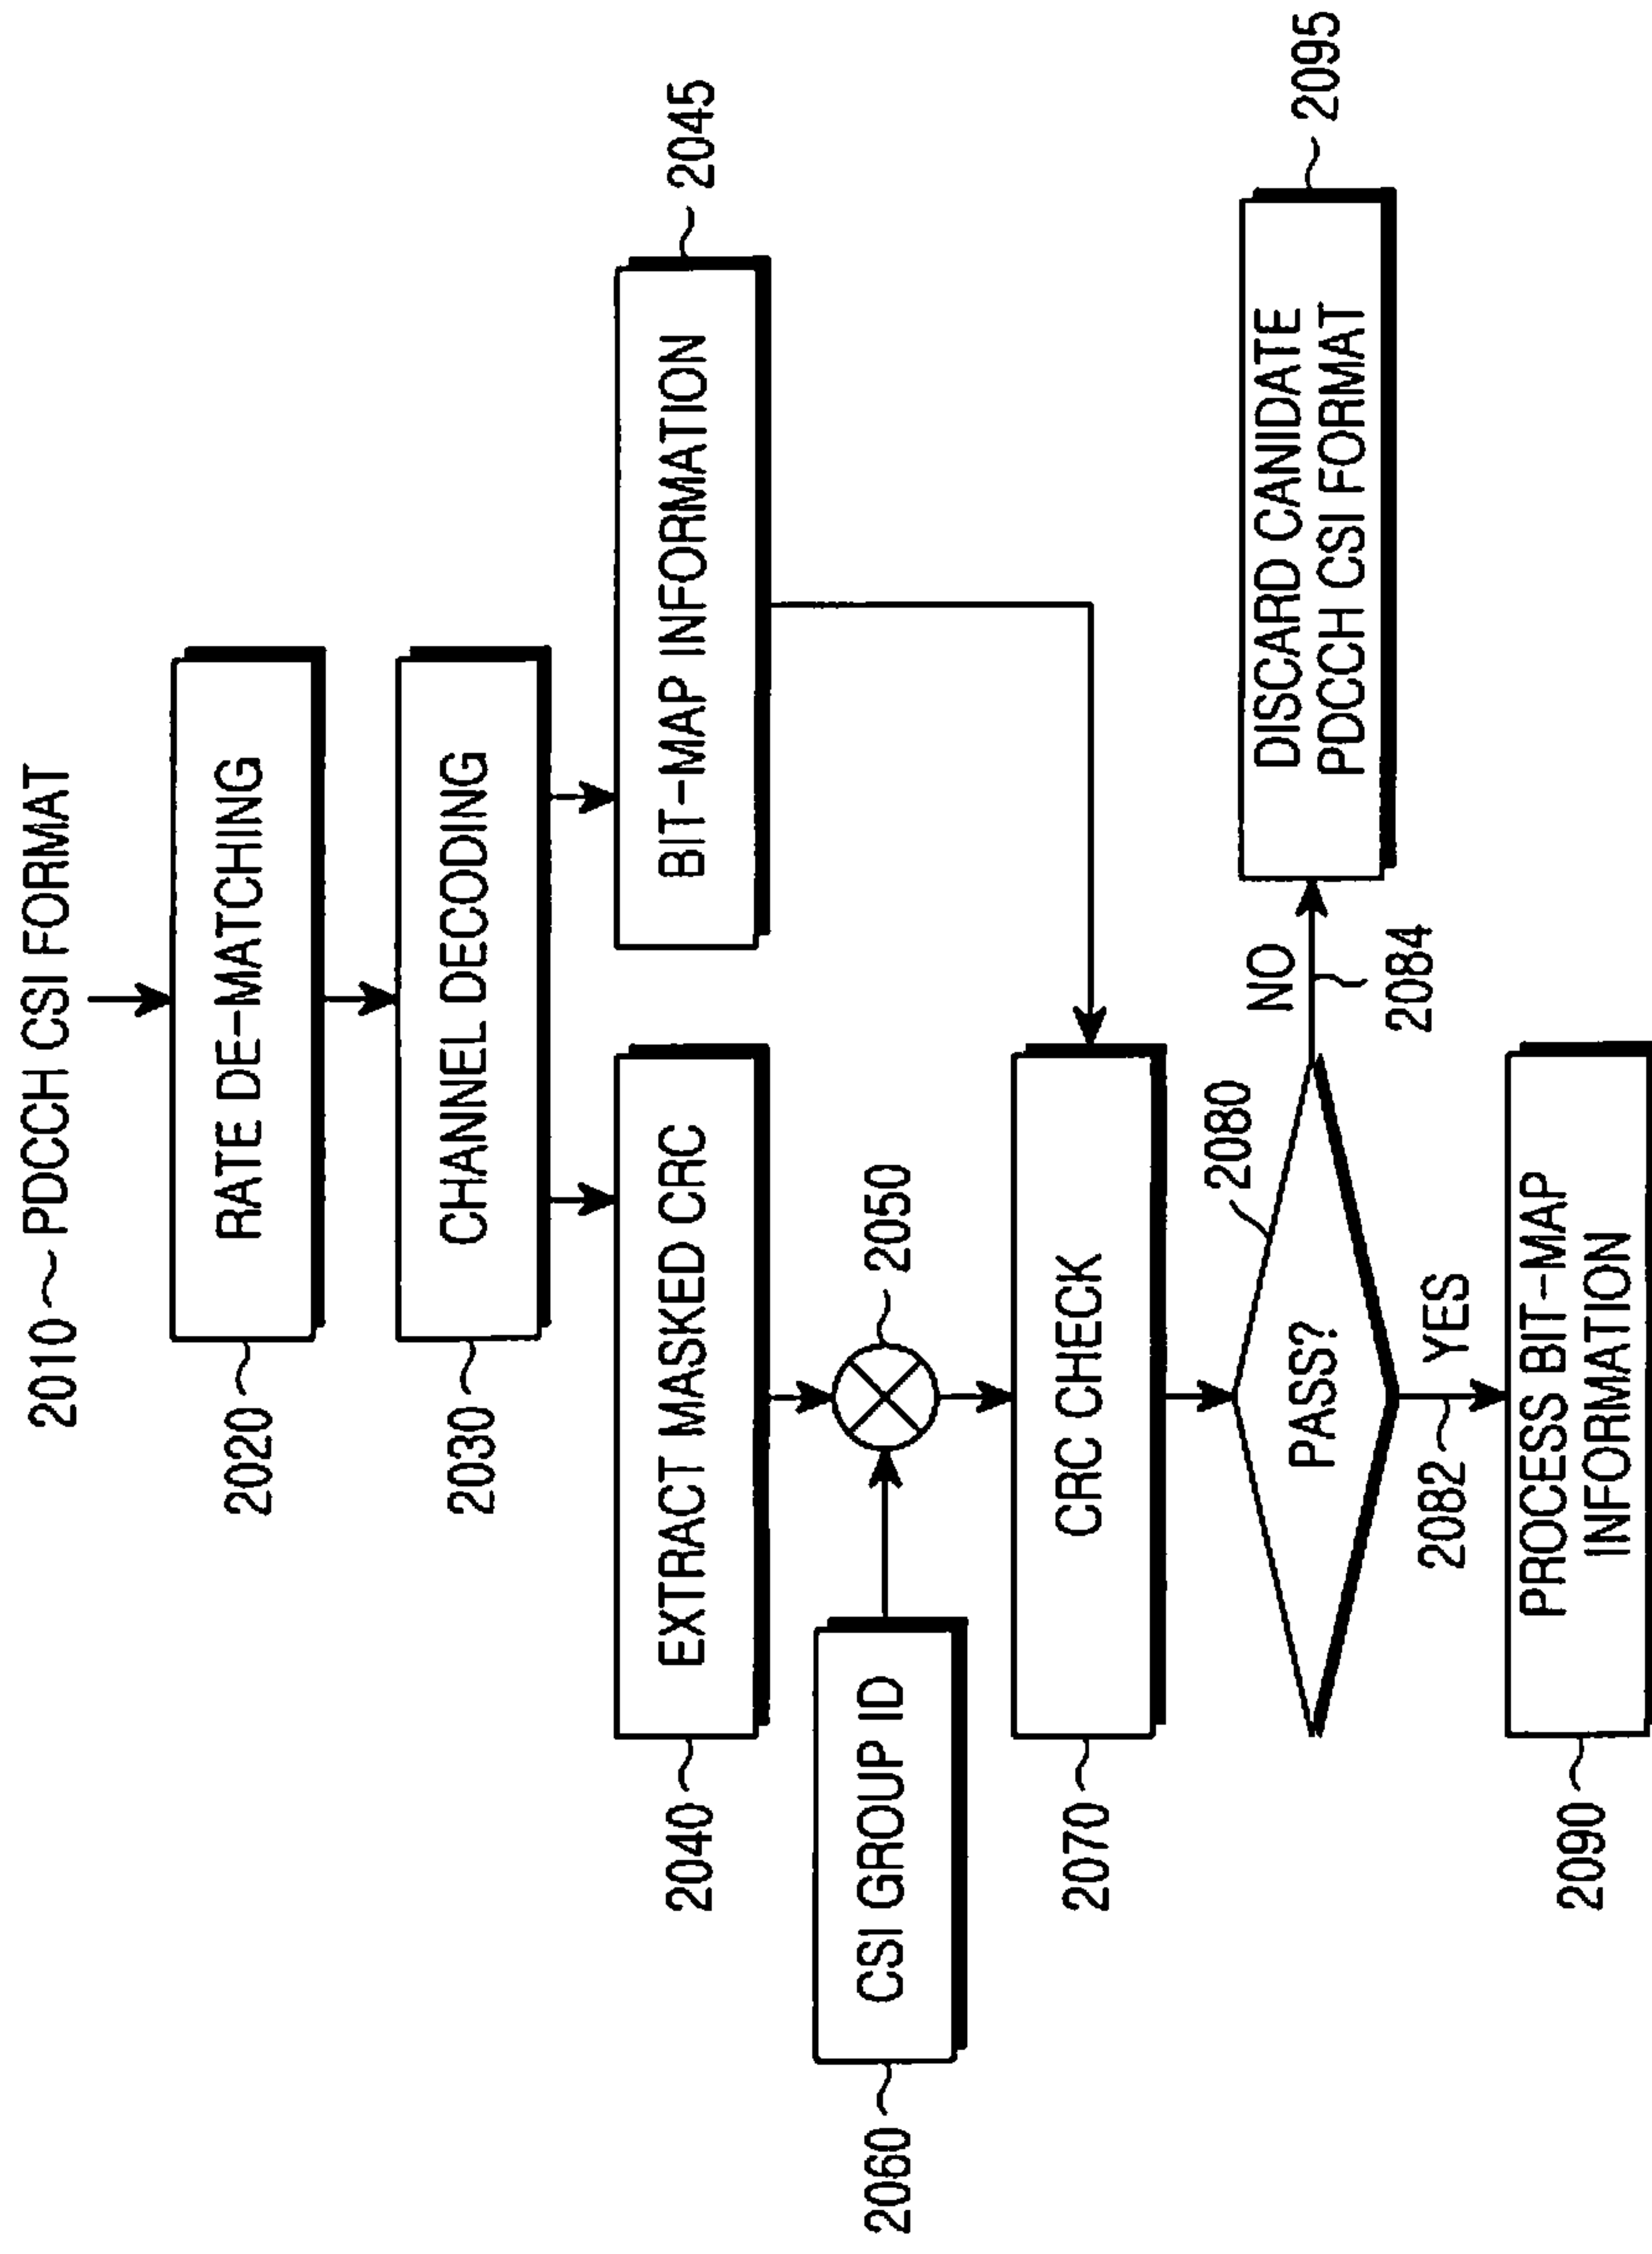 2010 PDCCH CSI FORMAT
2020
RATE DE-MATCHING
2030
CHANNEL DECODING
2040
EXTRACT MASKED CRC
BIT-MAP INFORMATION
2045
2060
CSI GROUP ID
2050
2070
CRC CHECK
2080
PASS?
NO
2084
DISCARD CANIDATE
PDCCH CSI FORMAT
2095
2082
YES
2090
PROCESS BIT-MAP
INFORMATION